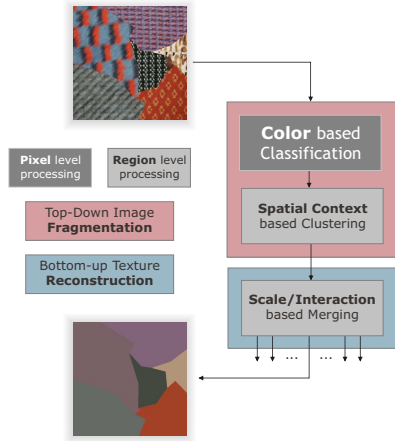 Color based
Classification
Pixel level
processing
Region level
processing
Top-Down Image
Fragmentation
Spatial Context
based Clustering
Bottom-up Texture
Reconstruction
Scale/Interaction
based Merging
... ...